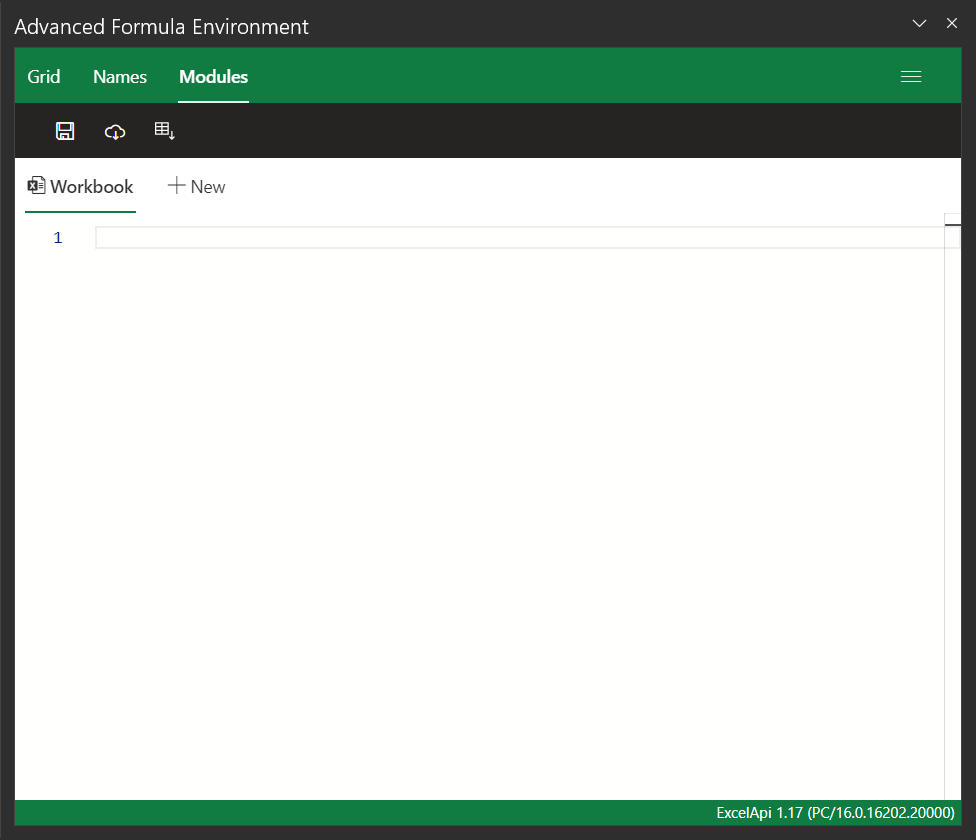 Advanced Formula Environment
Grid Names Modules
Workbook New
1
ExcelApi 1.17 (PC/16.0.16202.20000)